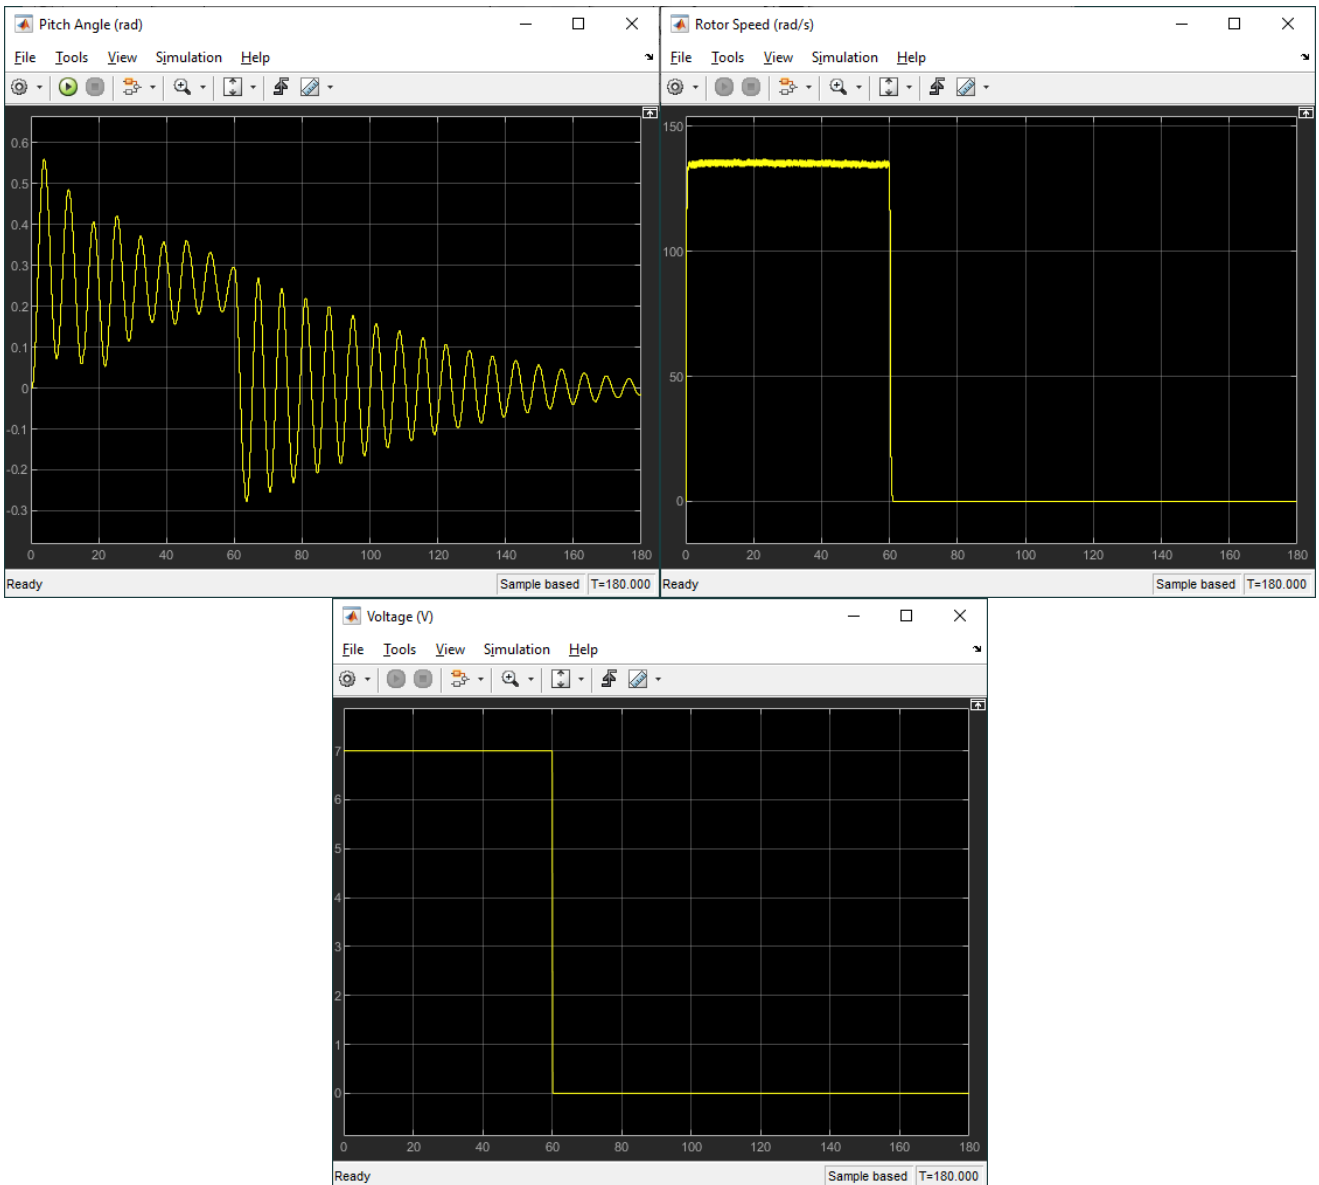 Pitch Angle (rad)
File Tools View Simulation Help
0.6
0.5
0.4
0.3
0.2
0.1
0
-0.1
-0.2
-0.3
0 20 40 60 80 100 120 140 160 180
Ready Sample based T=180.000
Rotor Speed (rad/s)
File Tools View Simulation Help
150
100
50
0
0 20 40 60 80 100 120 140 160 180
Ready Sample based T=180.000
Voltage (V)
File Tools View Simulation Help
7
6
5
4
3
2
1
0
0 20 40 60 80 100 120 140 160 180
Ready Sample based T=180.000